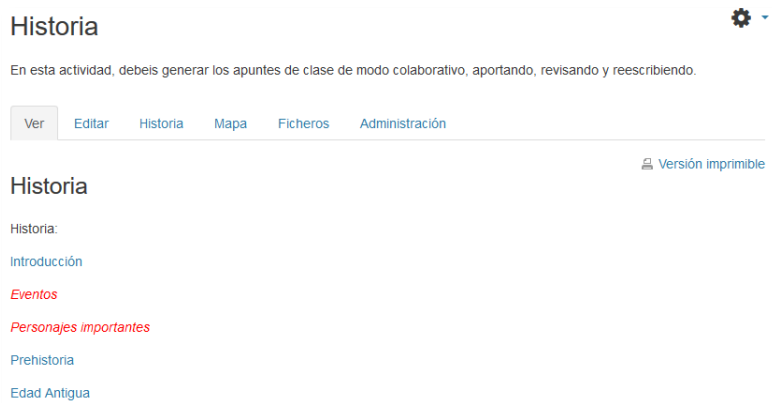 Historia
En esta actividad, debeis generar los apuntes de clase de modo colaborativo, aportando, revisando y reescribiendo.
Ver Editar Historia Mapa Ficheros Administración
Versión imprimible
Historia
Historia:
Introducción
Eventos
Personajes importantes
Prehistoria
Edad Antigua